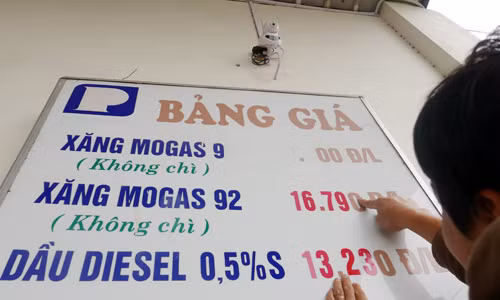 BẢNG GIÁ
XĂNG MOGAS 9 . 00 Đ/L
( Không chì )
XĂNG MOGAS 92 16.790 Đ/L
( Không chì )
DẦU DIESEL 0,5%S 13.230 Đ/L